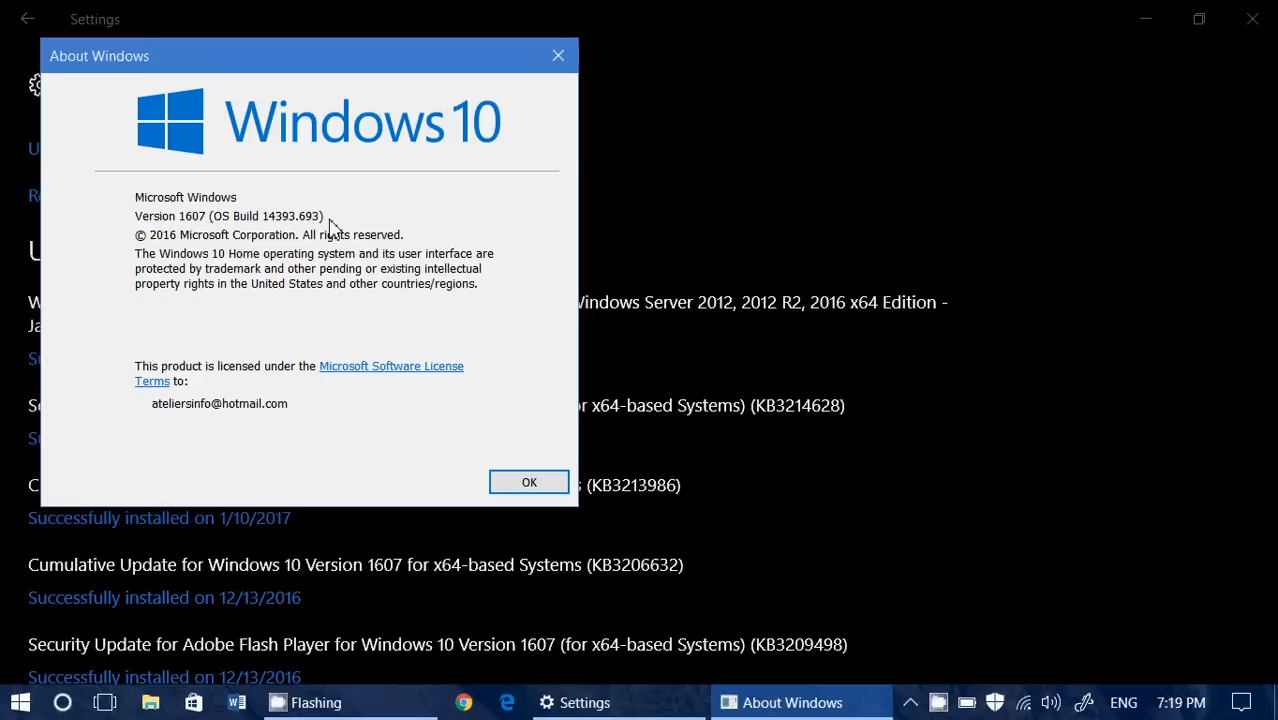 Settings
About Windows
Windows 10
Microsoft Windows
Version 1607 (OS Build 14393.693)
© 2016 Microsoft Corporation. All rights reserved.
The Windows 10 Home operating system and its user interface are
protected by trademark and other pending or existing intellectual
property rights in the United States and other countries/regions.
This product is licensed under the Microsoft Software License
Terms to:
ateliersinfo@hotmail.com
OK
Windows Server 2012, 2012 R2, 2016 x64 Edition -
x64-based Systems) (KB3214628)
(KB3213986)
Successfully installed on 1/10/2017
Cumulative Update for Windows 10 Version 1607 for x64-based Systems (KB3206632)
Successfully installed on 12/13/2016
Security Update for Adobe Flash Player for Windows 10 Version 1607 (for x64-based Systems) (KB3209498)
Successfully installed on 12/13/2016
Flashing
Settings
About Windows
ENG
7:19 PM